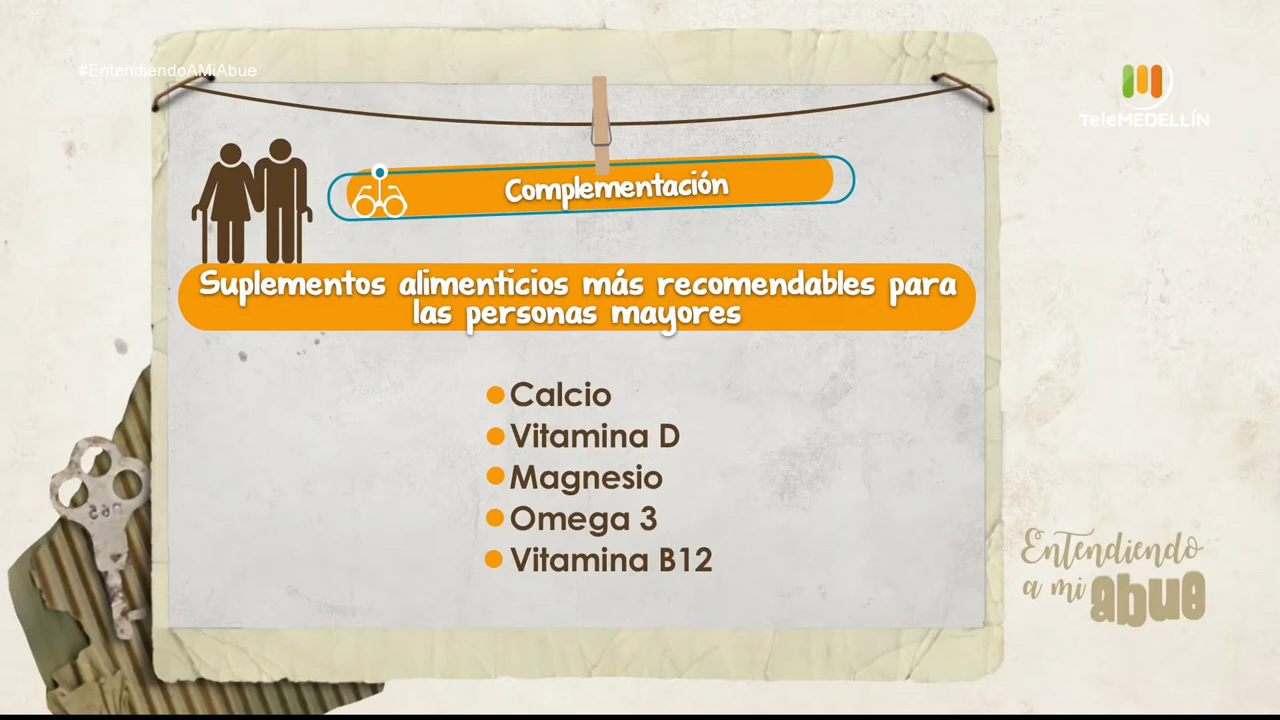 #EntendiendoAMiAbue
TeleMEDELLÍN
Complementación
Suplementos alimenticios más recomendables para
las personas mayores
Calcio
Vitamina D
Magnesio
Omega 3
Vitamina B12
Entendiendo
a mi abue